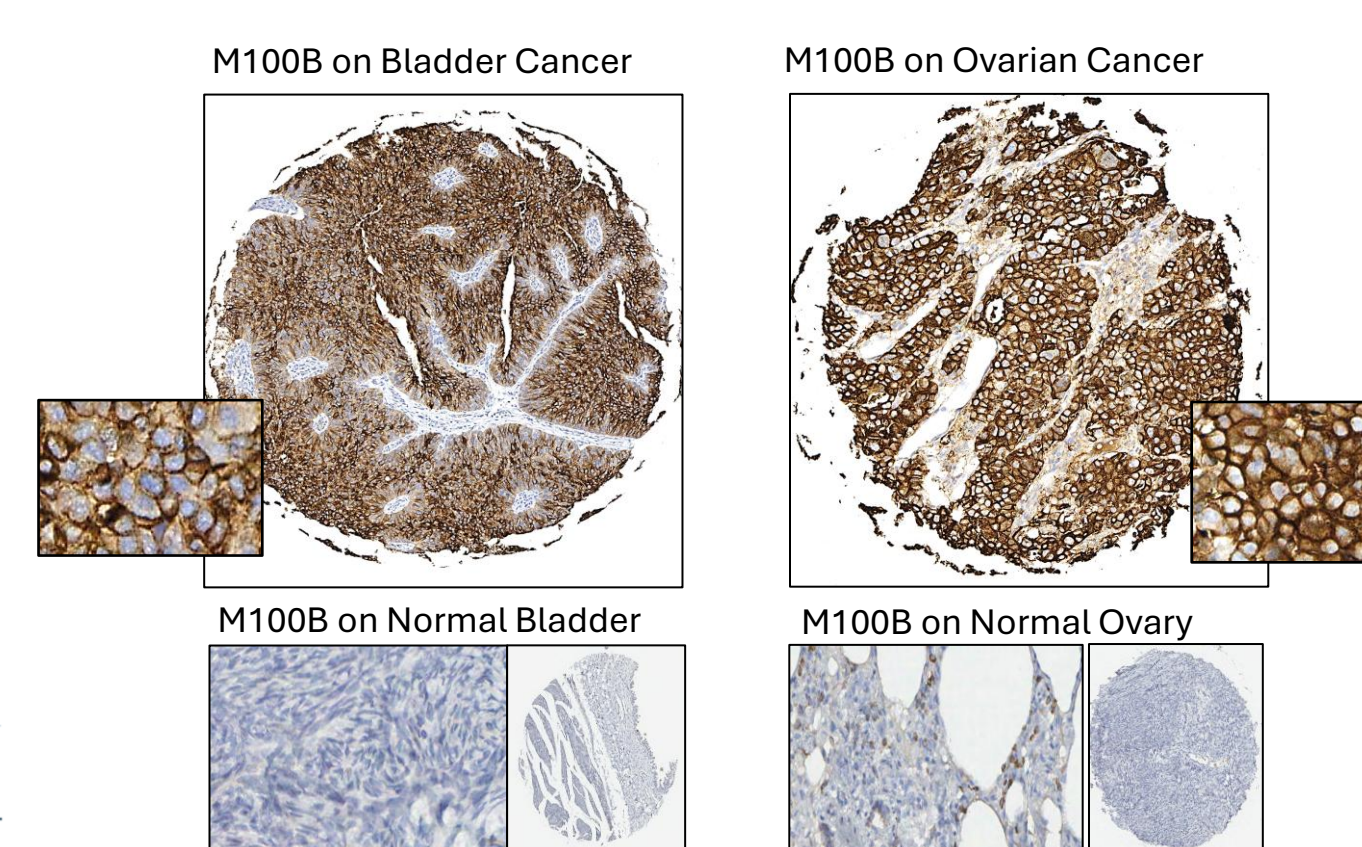 M100B on Bladder Cancer
M100B on Ovarian Cancer
M100B on Normal Bladder
M100B on Normal Ovary